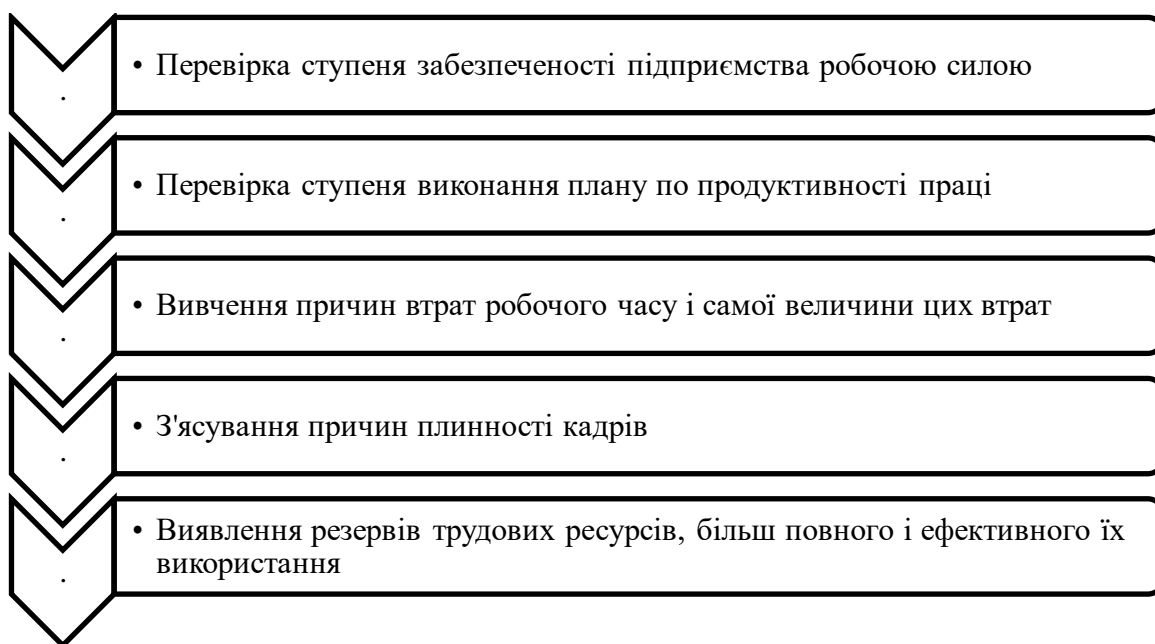 • Перевірка ступеня забезпеченості підприємства робочою силою
.
• Перевірка ступеня виконання плану по продуктивності праці
.
• Вивчення причин втрат робочого часу і самої величини цих втрат
.
• З'ясування причин плинності кадрів
.
• Виявлення резервів трудових ресурсів, більш повного і ефективного їх
використання
.